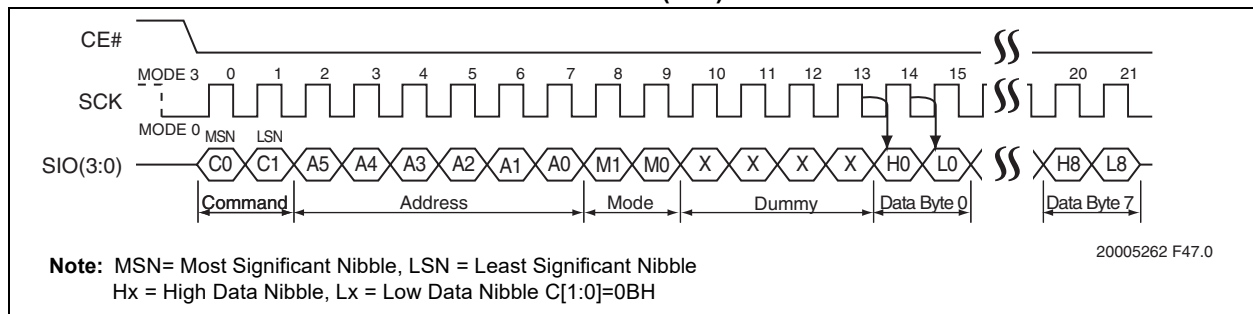 CE#
MODE 3 0 1 2 3 4 5 6 7 8 9 10 11 12 13 14 15 20 21
SCK
MODE 0
MSN LSN
SIO(3:0) C0 C1 A5 A4 A3 A2 A1 A0 M1 M0 X X X X H0 L0 H8 L8
Command Address Mode Dummy Data Byte 0 Data Byte 7
20005262 F47.0
Note: MSN= Most Significant Nibble, LSN = Least Significant Nibble
Hx = High Data Nibble, Lx = Low Data Nibble C[1:0]=0BH